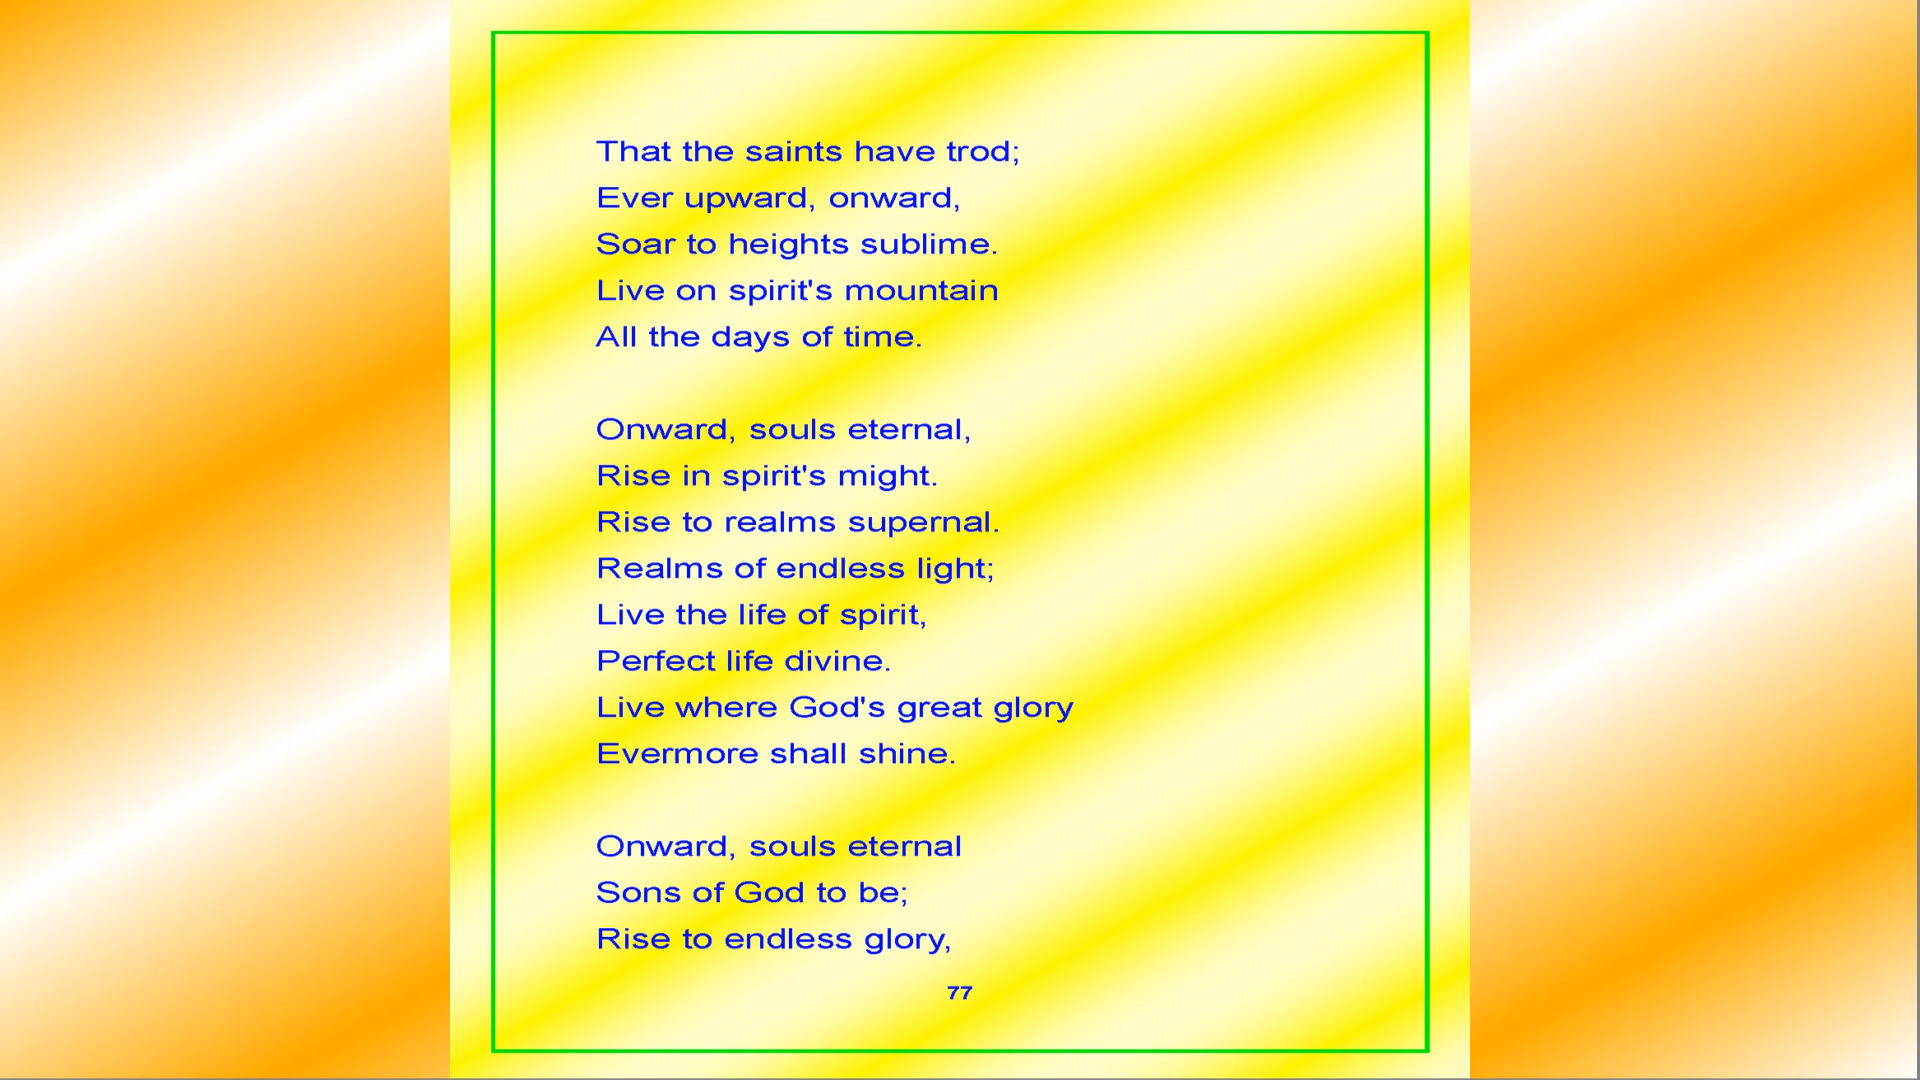 That the saints have trod;
Ever upward, onward,
Soar to heights sublime.
Live on spirit's mountain
All the days of time.
Onward, souls eternal,
Rise in spirit's might.
Rise to realms supernal.
Realms of endless light;
Live the life of spirit,
Perfect life divine.
Live where God's great glory
Evermore shall shine.
Onward, souls eternal
Sons of God to be;
Rise to endless glory,
77